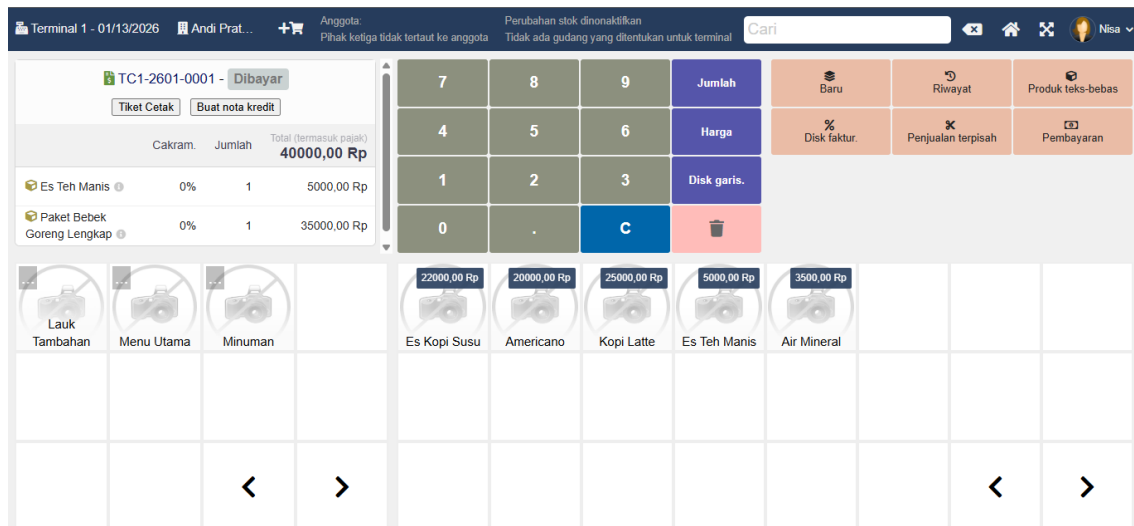 Terminal 1 - 01/13/2026
Andi Prat...
Anggota:
Pihak ketiga tidak tertaut ke anggota
Perubahan stok dinonaktifkan
Tidak ada gudang yang ditentukan untuk terminal
Cari
Nisa
TC1-2601-0001 - Dibayar
Tiket Cetak
Buat nota kredit
Cakram.
Jumlah
Total (termasuk pajak)
40000,00 Rp
Es Teh Manis
0%
1
5000,00 Rp
Paket Bebek
Goreng Lengkap
0%
1
35000,00 Rp
7
8
9
Jumlah
4
5
6
Harga
1
2
3
Disk garis.
0
.
C
Baru
Riwayat
Produk teks-bebas
%
Disk faktur.
Penjualan terpisah
Pembayaran
...
Lauk
Tambahan
...
Menu Utama
...
Minuman
22000,00 Rp
Es Kopi Susu
20000,00 Rp
Americano
25000,00 Rp
Kopi Latte
5000,00 Rp
Es Teh Manis
3500,00 Rp
Air Mineral